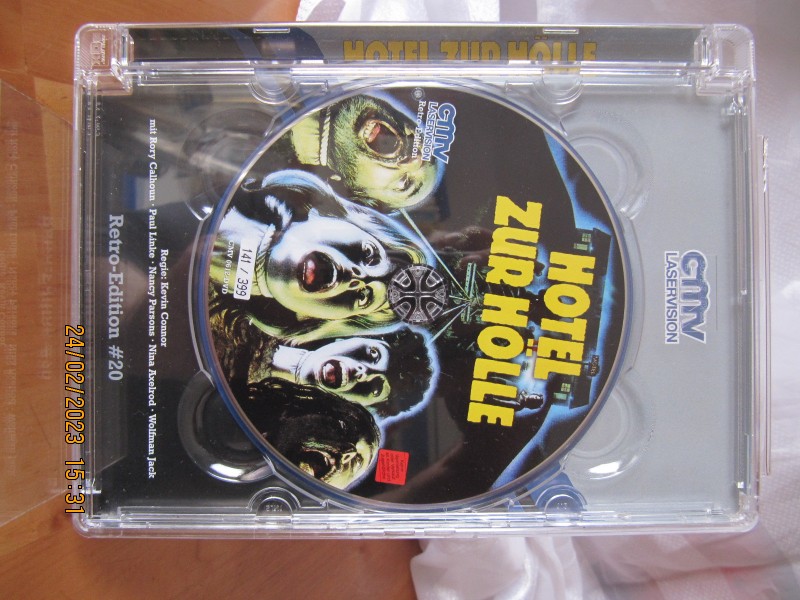 HOTEL ZUR HÖLLE
cmv
LASERVISION
cmv
LASERVISION
® Retro-Edition
HOTEL
ZUR HÖLLE
141 / 399
Regie: Kevin Connor
mit Rory Calhoun · Paul Linke · Nancy Parsons · Nina Axelrod · Wolfman Jack
Retro-Edition #20
24/02/2023 15:31